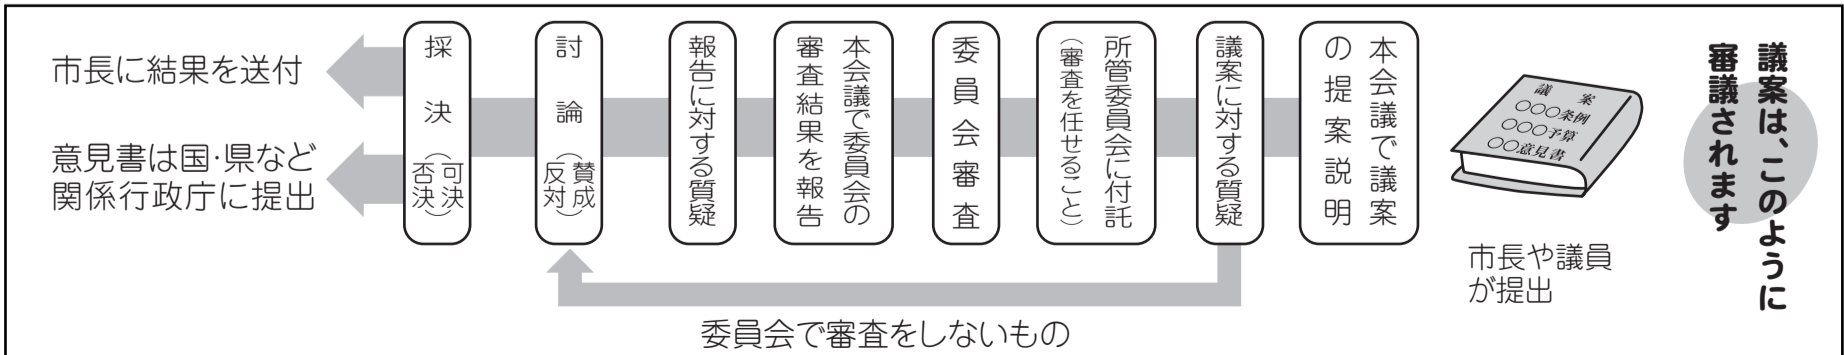 議案は、このように
審議されます
議　案
○○○条例
○○○予算
○○意見書
市長や議員
が提出
本会議で議案
の提案説明
議案に対する質疑
所管委員会に付託
（審査を任せること）
委員会審査
本会議で委員会の
審査結果を報告
報告に対する質疑
討論（賛成
反対）
採決（可決
否決）
市長に結果を送付
意見書は国・県など
関係行政庁に提出
委員会で審査をしないもの